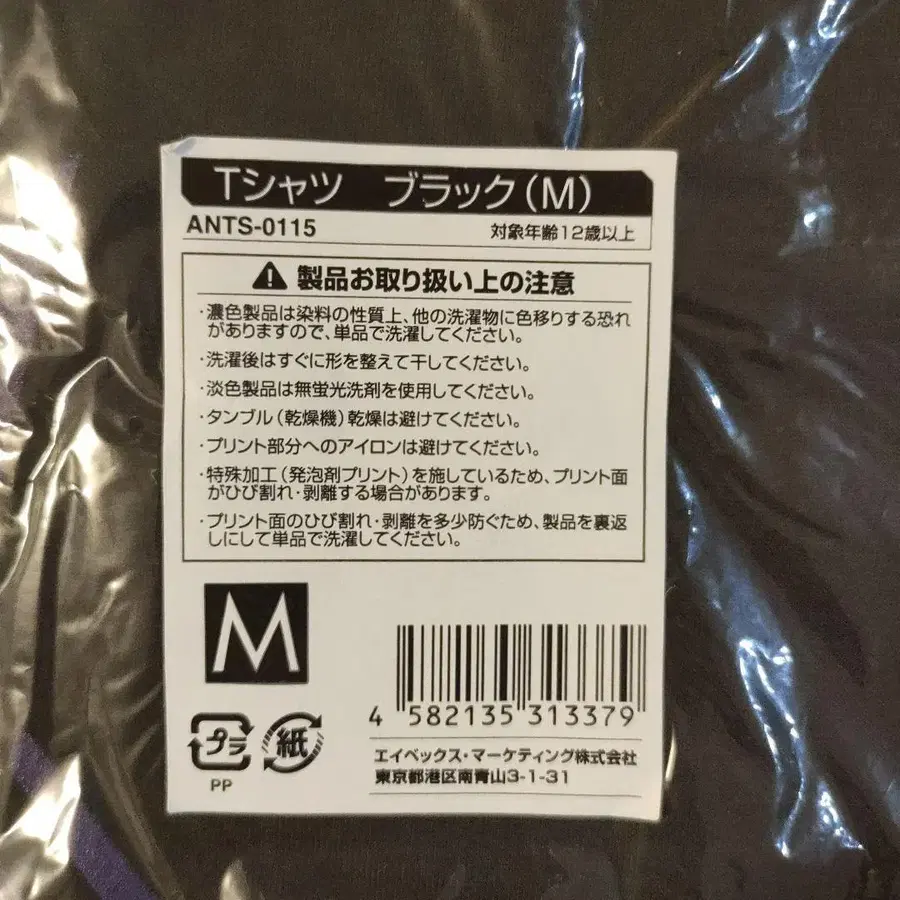 Tシャツ ブラック(M)
ANTS-0115 対象年齢12歳以上
⚠ 製品お取り扱い上の注意
・濃色製品は染料の性質上、他の洗濯物に色移りする恐れ
がありますので、単品で洗濯してください。
・洗濯後はすぐに形を整えて干してください。
・淡色製品は無蛍光洗剤を使用してください。
・タンブル(乾燥機)乾燥は避けてください。
・プリント部分へのアイロンは避けてください。
・特殊加工(発泡剤プリント)を施しているため、プリント面
がひび割れ・剥離する場合があります。
・プリント面のひび割れ・剥離を多少防ぐため、製品を裏返
しにして単品で洗濯してください。
M
4 582135 313379
プラ 紙
PP
エイベックス・マーケティング株式会社
東京都港区南青山3-1-31